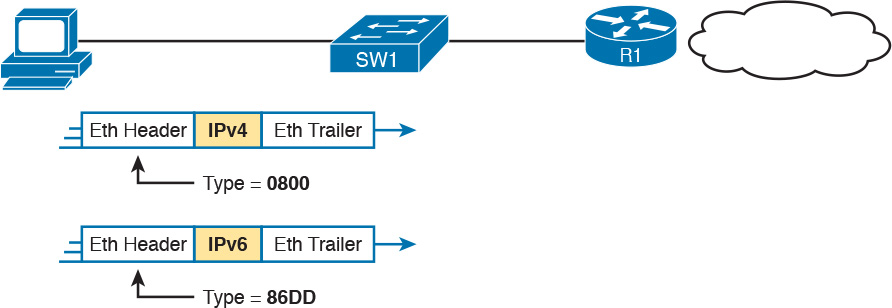 SW1
R1
Eth Header IPv4 Eth Trailer
Type = 0800
Eth Header IPv6 Eth Trailer
Type = 86DD